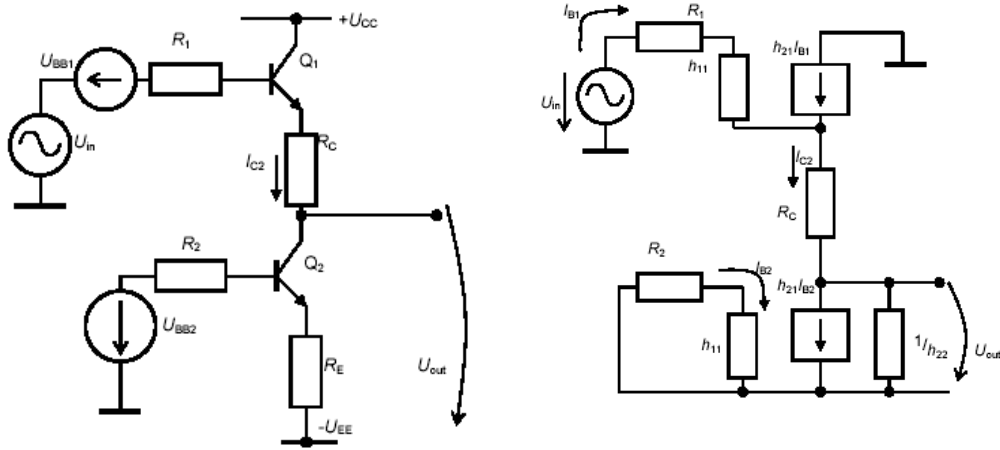 +UCC
R1
Q1
UBB1
Uin
RC
IC2
R2
Q2
UBB2
RE
Uout
-UEE
IB1
R1
h11
h21IB1
Uin
IC2
RC
R2
IB2
h21IB2
h11
1/h22
Uout